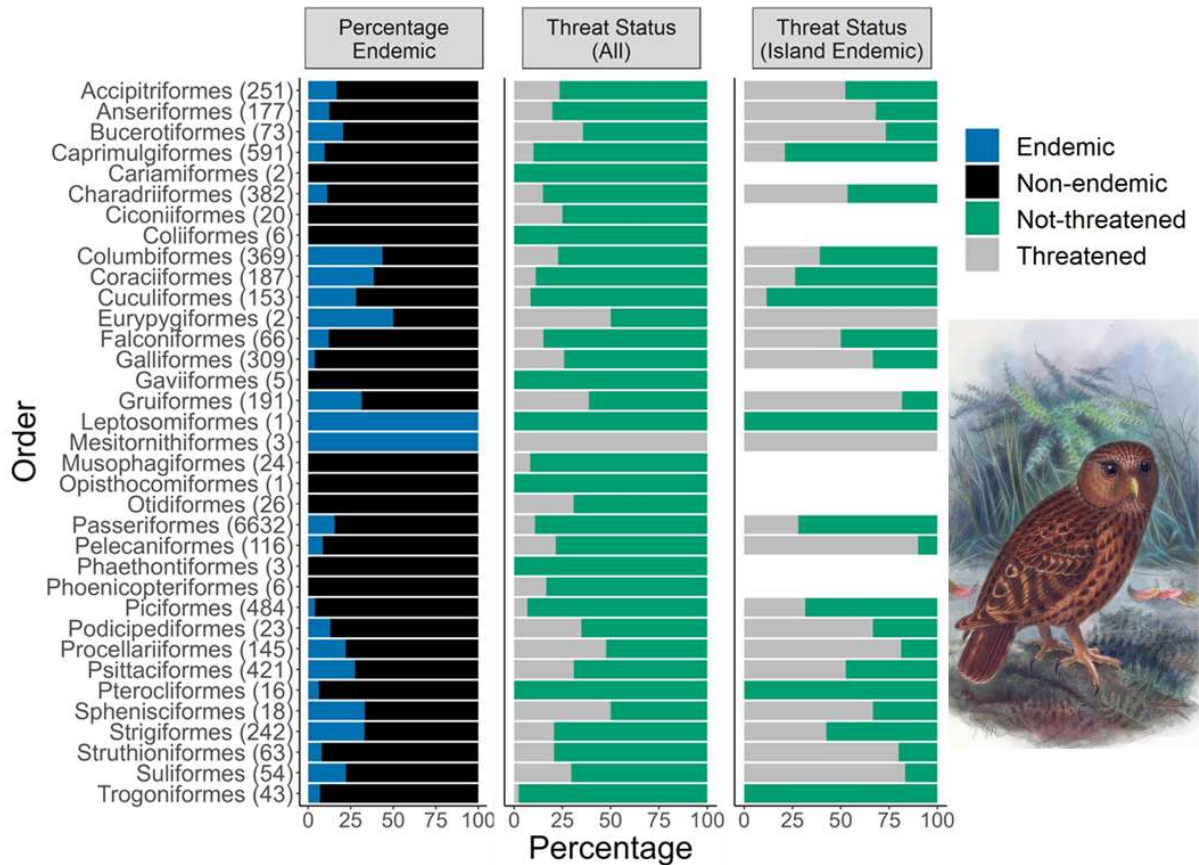 Percentage
Endemic
Threat Status
(All)
Threat Status
(Island Endemic)
Order
Accipitriformes (251)
Anseriformes (177)
Bucerotiformes (73)
Caprimulgiformes (591)
Cariamiformes (2)
Charadriiformes (382)
Ciconiiformes (20)
Coliiformes (6)
Columbiformes (369)
Coraciiformes (187)
Cuculiformes (153)
Eurypygiformes (2)
Falconiformes (66)
Galliformes (309)
Gaviiformes (5)
Gruiformes (191)
Leptosomiformes (1)
Mesitornithiformes (3)
Musophagiformes (24)
Opisthocomiformes (1)
Otidiformes (26)
Passeriformes (6632)
Pelecaniformes (116)
Phaethontiformes (3)
Phoenicopteriformes (6)
Piciformes (484)
Podicipediformes (23)
Procellariiformes (145)
Psittaciformes (421)
Pterocliformes (16)
Sphenisciformes (18)
Strigiformes (242)
Struthioniformes (63)
Suliformes (54)
Trogoniformes (43)
0 25 50 75 100
0 25 50 75 100
0 25 50 75 100
Percentage
Endemic
Non-endemic
Not-threatened
Threatened